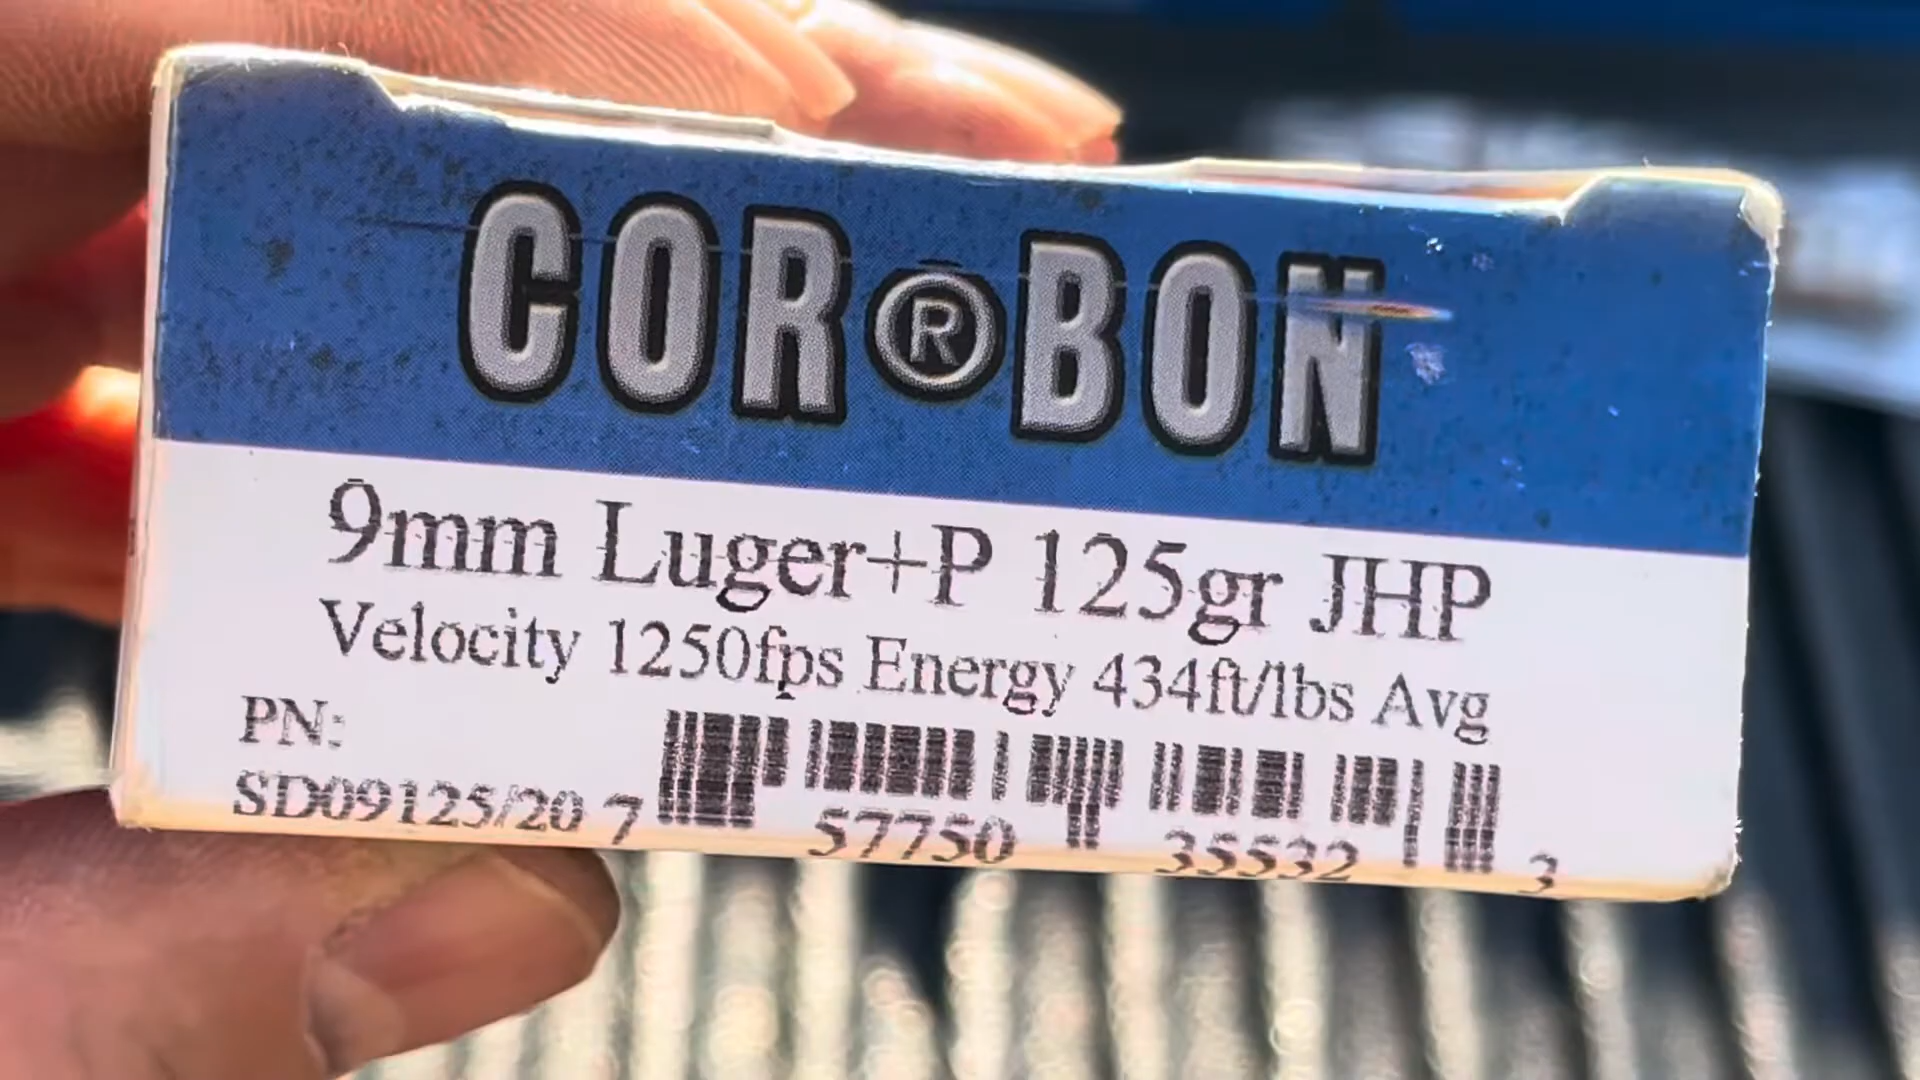 COR®BON
9mm Luger+P 125gr JHP
Velocity 1250fps Energy 434ft/lbs Avg
PN:
SD09125/20 7 57750 35532 3